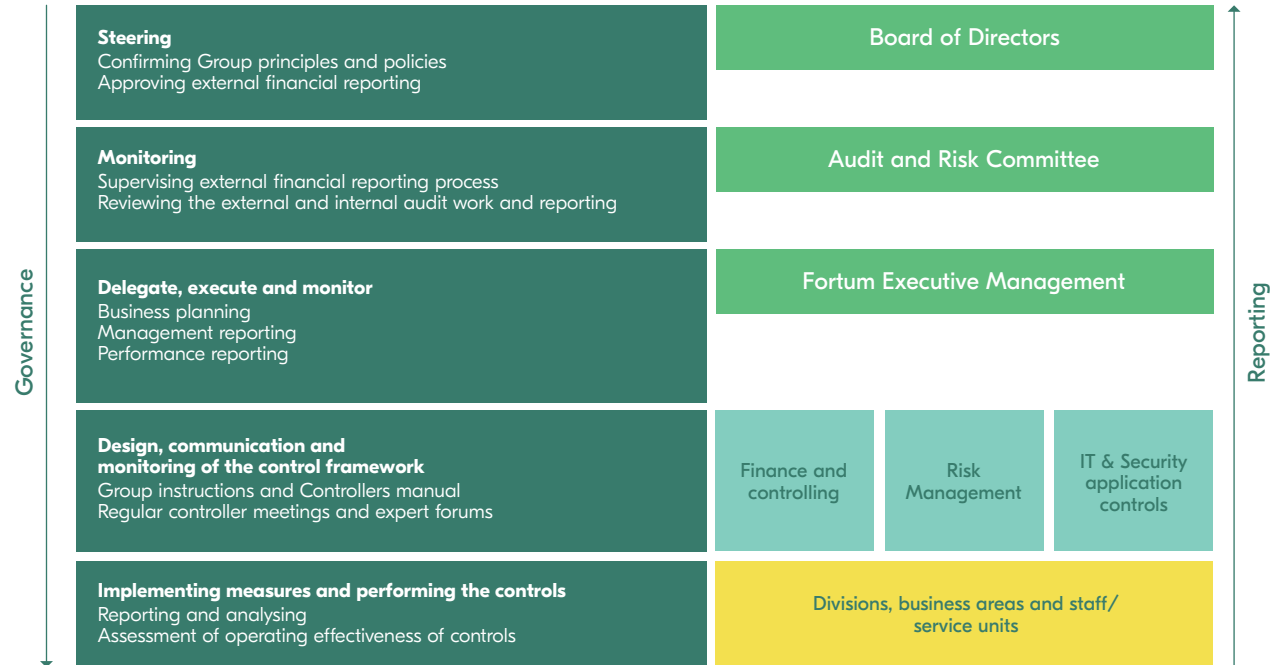 Governance
Steering
Confirming Group principles and policies
Approving external financial reporting
Board of Directors
Monitoring
Supervising external financial reporting process
Reviewing the external and internal audit work and reporting
Audit and Risk Committee
Delegate, execute and monitor
Business planning
Management reporting
Performance reporting
Fortum Executive Management
Design, communication and
monitoring of the control framework
Group instructions and Controllers manual
Regular controller meetings and expert forums
Finance and
controlling
Risk
Management
IT & Security
application
controls
Implementing measures and performing the controls
Reporting and analysing
Assessment of operating effectiveness of controls
Divisions, business areas and staff/
service units
Reporting